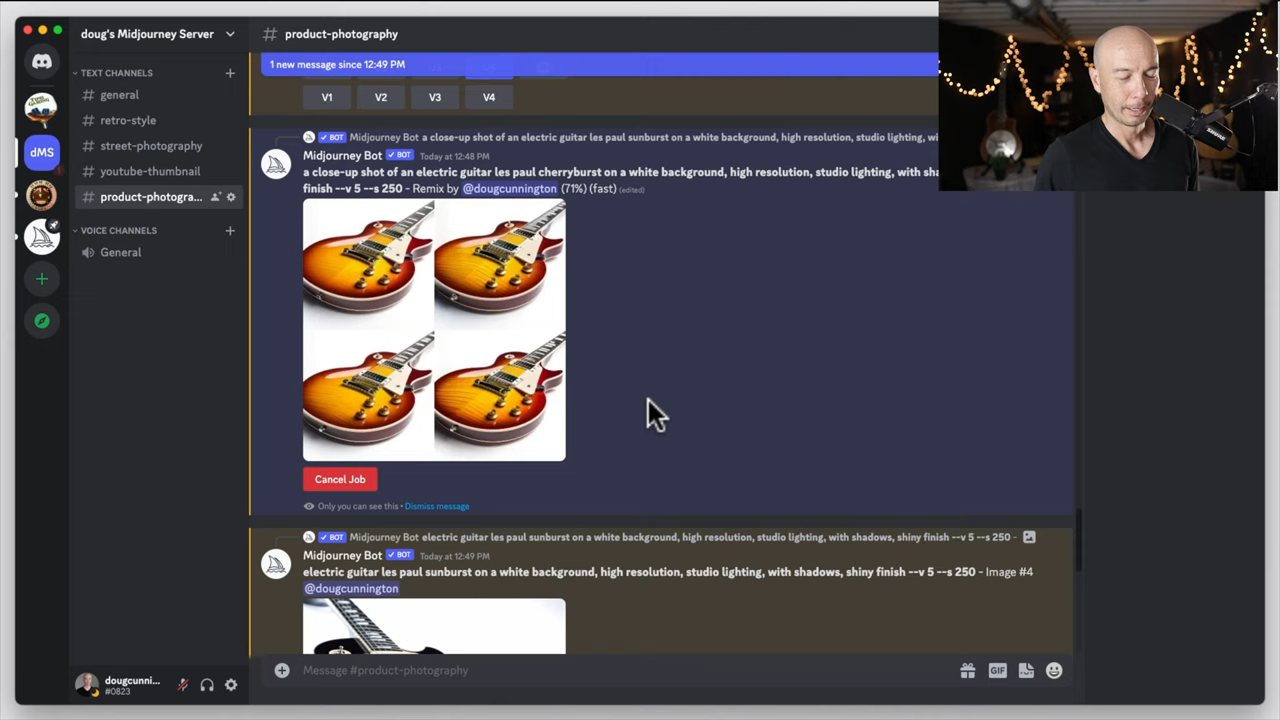 doug's Midjourney Server
product-photography
1 new message since 12:49 PM
TEXT CHANNELS
general
retro-style
street-photography
youtube-thumbnail
product-photogra...
VOICE CHANNELS
General
dMS
V1 V2 V3 V4
BOT Midjourney Bot a close-up shot of an electric guitar les paul sunburst on a white background, high resolution, studio lighting, wi
Midjourney Bot BOT Today at 12:48 PM
a close-up shot of an electric guitar les paul cherryburst on a white background, high resolution, studio lighting, with sha
finish --v 5 --s 250 - Remix by @dougcunnington (71%) (fast) (edited)
Cancel Job
Only you can see this • Dismiss message
BOT Midjourney Bot electric guitar les paul sunburst on a white background, high resolution, studio lighting, with shadows, shiny finish --v 5 --s 250 -
Midjourney Bot BOT Today at 12:49 PM
electric guitar les paul sunburst on a white background, high resolution, studio lighting, with shadows, shiny finish --v 5 --s 250 - Image #4
@dougcunnington
Message #product-photography
GIF
dougcunni...
#0823
SHURE